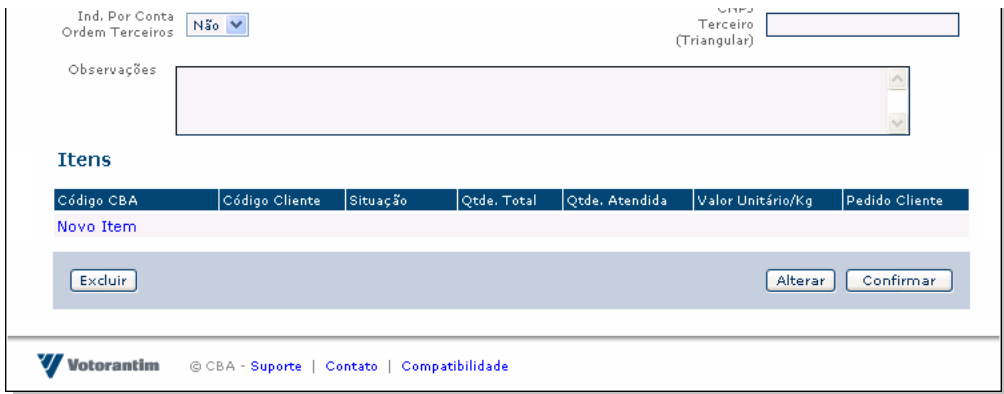 Ind. Por Conta
Ordem Terceiros
Não
CNPJ
Terceiro
(Triangular)
Observações
Itens
Código CBA Código Cliente Situação Qtde. Total Qtde. Atendida Valor Unitário/Kg Pedido Cliente
Novo Item
Excluir Alterar Confirmar
Votorantim © CBA - Suporte | Contato | Compatibilidade